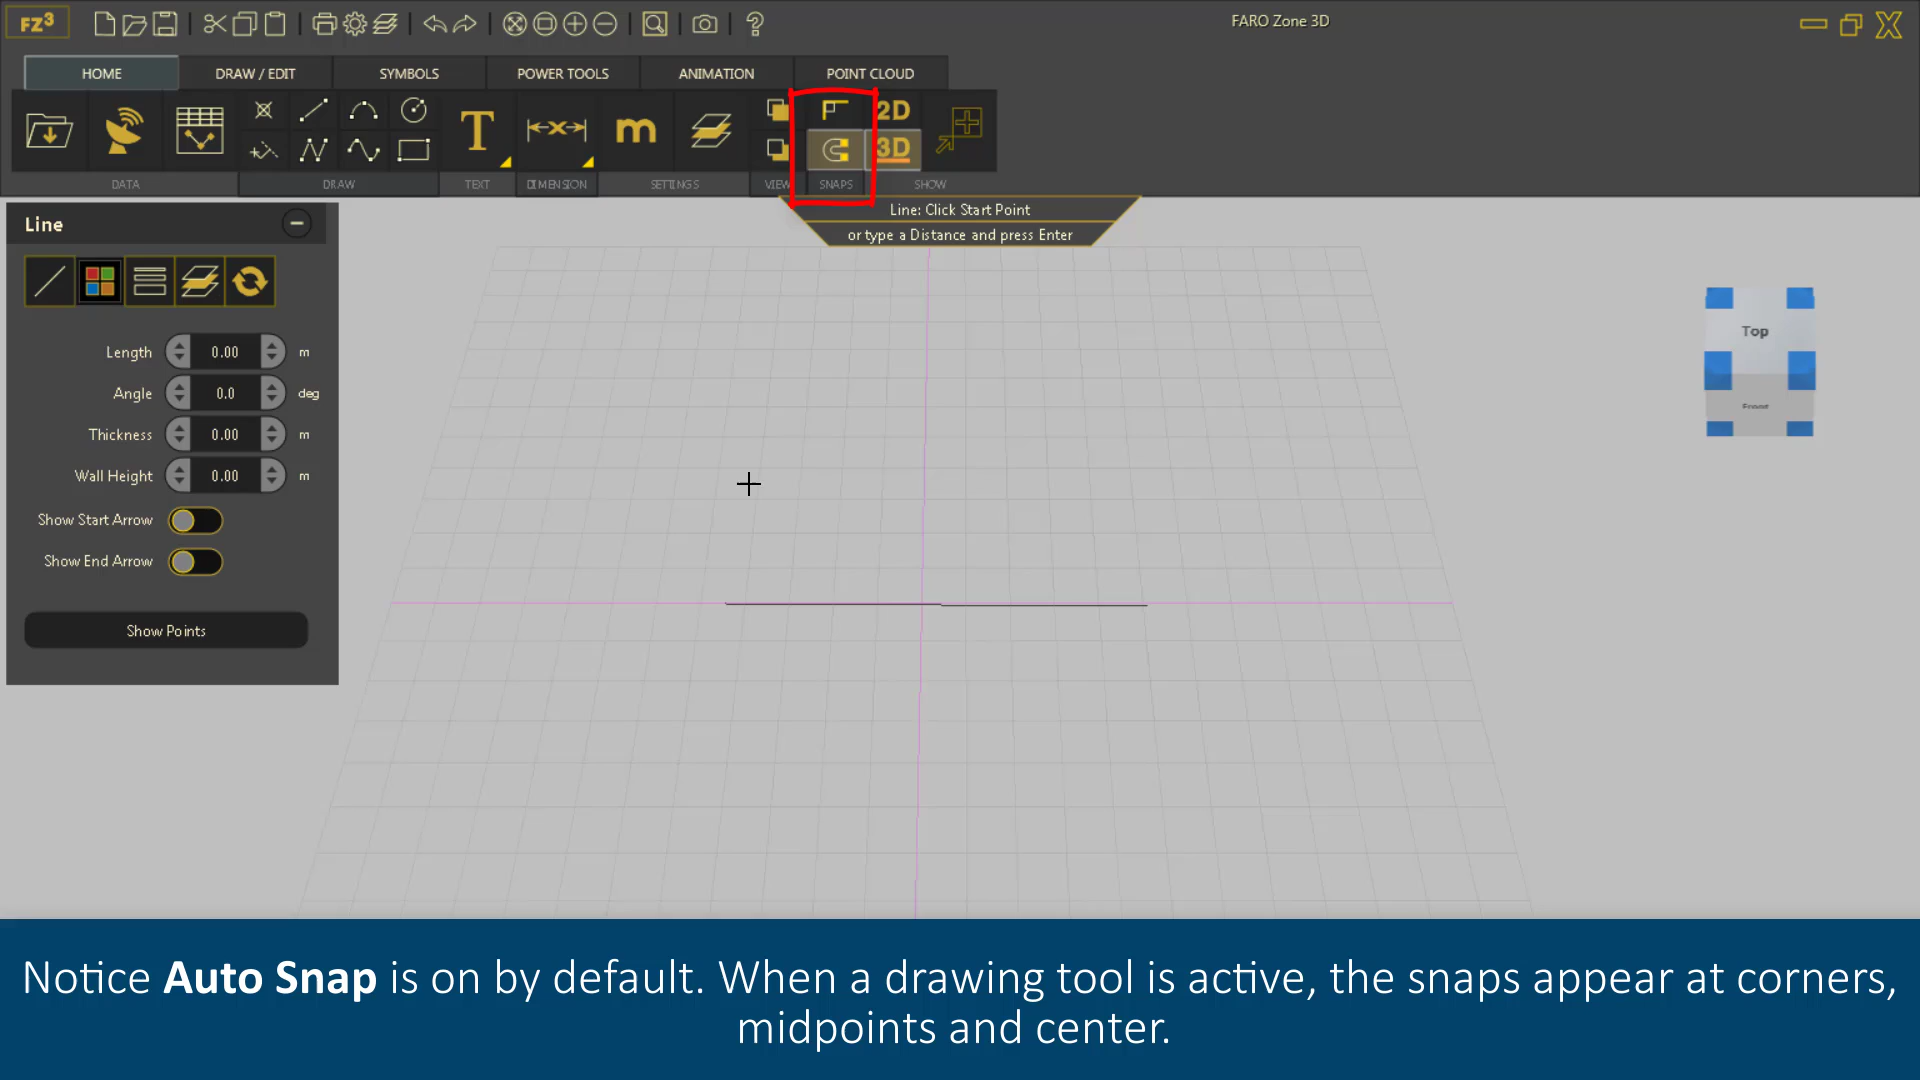 FZ3
FARO Zone 3D
HOME
DRAW / EDIT
SYMBOLS
POWER TOOLS
ANIMATION
POINT CLOUD
T
m
2D
3D
DATA
DRAW
TEXT
DIMENSION
SETTINGS
VIEW
SNAPS
SHOW
Line: Click Start Point
or type a Distance and press Enter
Line
Length 0.00 m
Angle 0.0 deg
Thickness 0.00 m
Wall Height 0.00 m
Show Start Arrow
Show End Arrow
Show Points
Top
Front
Notice Auto Snap is on by default. When a drawing tool is active, the snaps appear at corners,
midpoints and center.